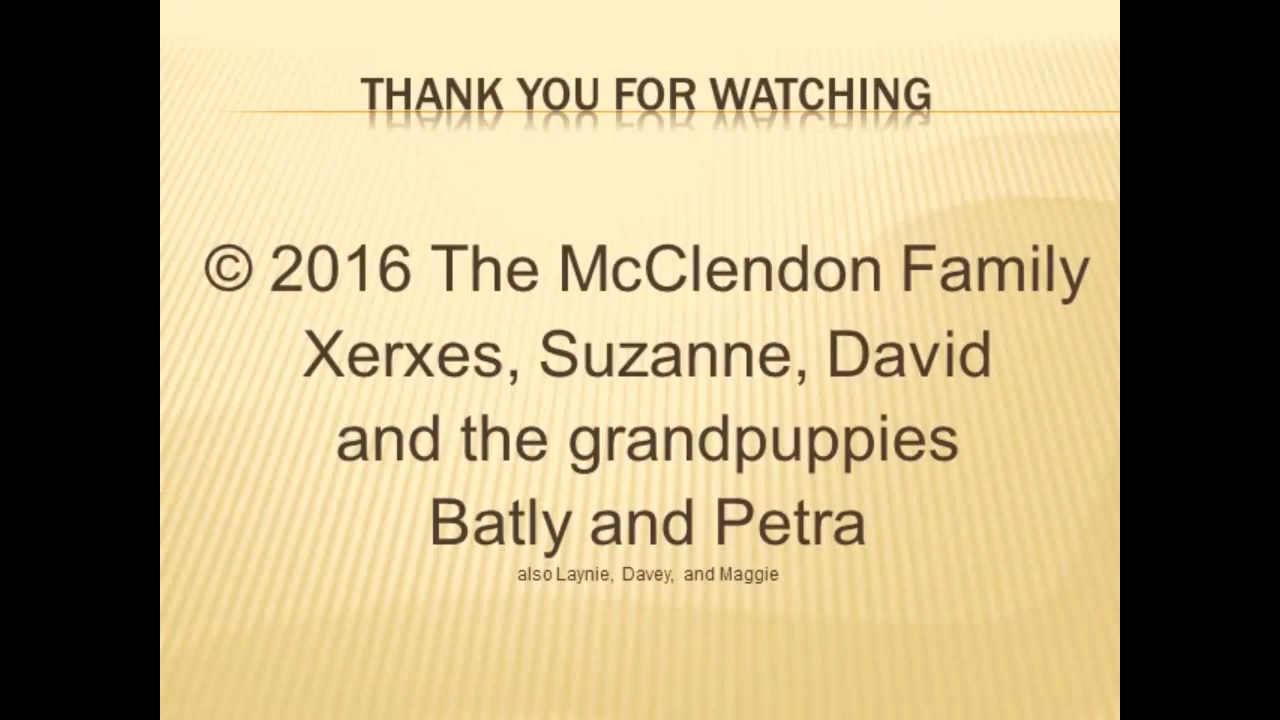 THANK YOU FOR WATCHING
© 2016 The McClendon Family
Xerxes, Suzanne, David
and the grandpuppies
Batly and Petra
also Laynie, Davey, and Maggie